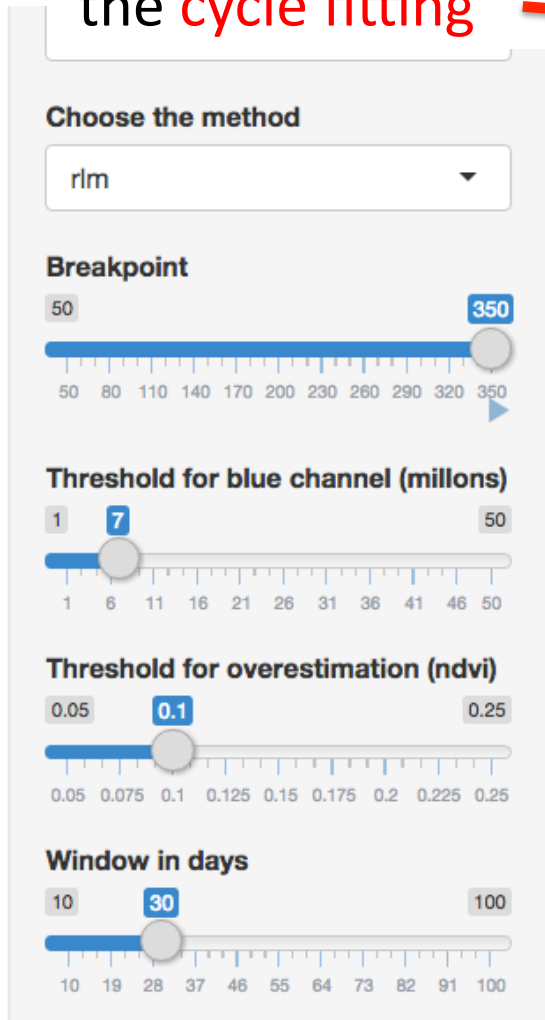 the cycle fitting
Choose the method
rlm
Breakpoint
50 350
50 80 110 140 170 200 230 260 290 320 350
Threshold for blue channel (millons)
1 7 50
1 6 11 16 21 26 31 36 41 46 50
Threshold for overestimation (ndvi)
0.05 0.1 0.25
0.05 0.075 0.1 0.125 0.15 0.175 0.2 0.225 0.25
Window in days
10 30 100
10 19 28 37 46 55 64 73 82 91 100